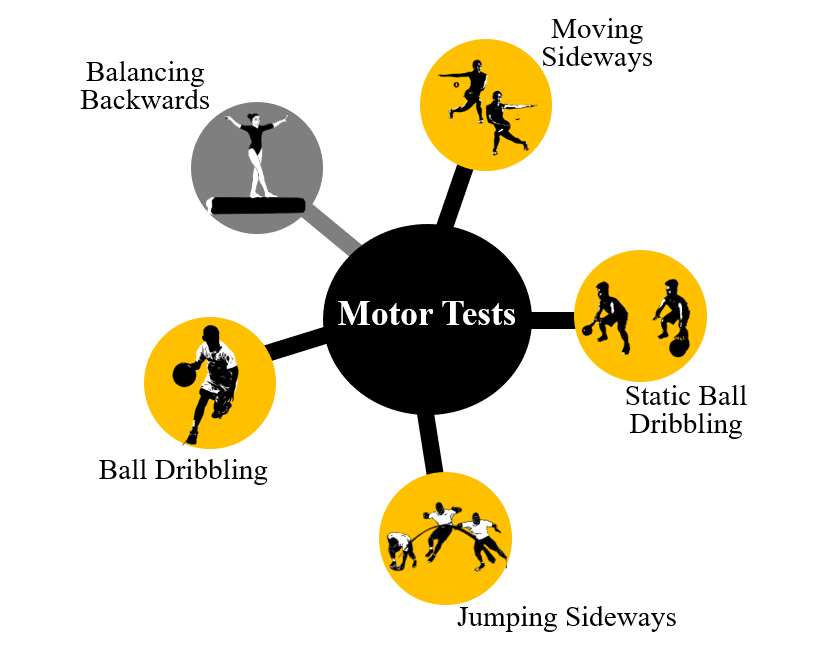 Moving
Sideways
Balancing
Backwards
Motor Tests
Static Ball
Dribbling
Ball Dribbling
Jumping Sideways